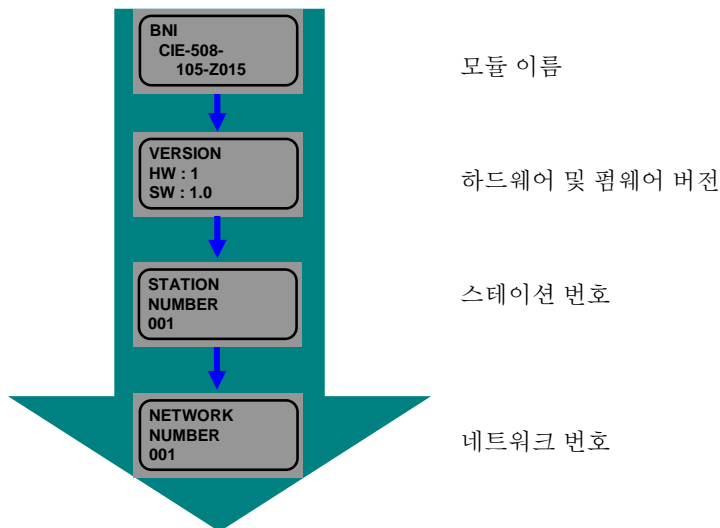 BNI
CIE-508-
105-Z015
모듈 이름
VERSION
HW : 1
SW : 1.0
하드웨어 및 펌웨어 버전
STATION
NUMBER
001
스테이션 번호
NETWORK
NUMBER
001
네트워크 번호